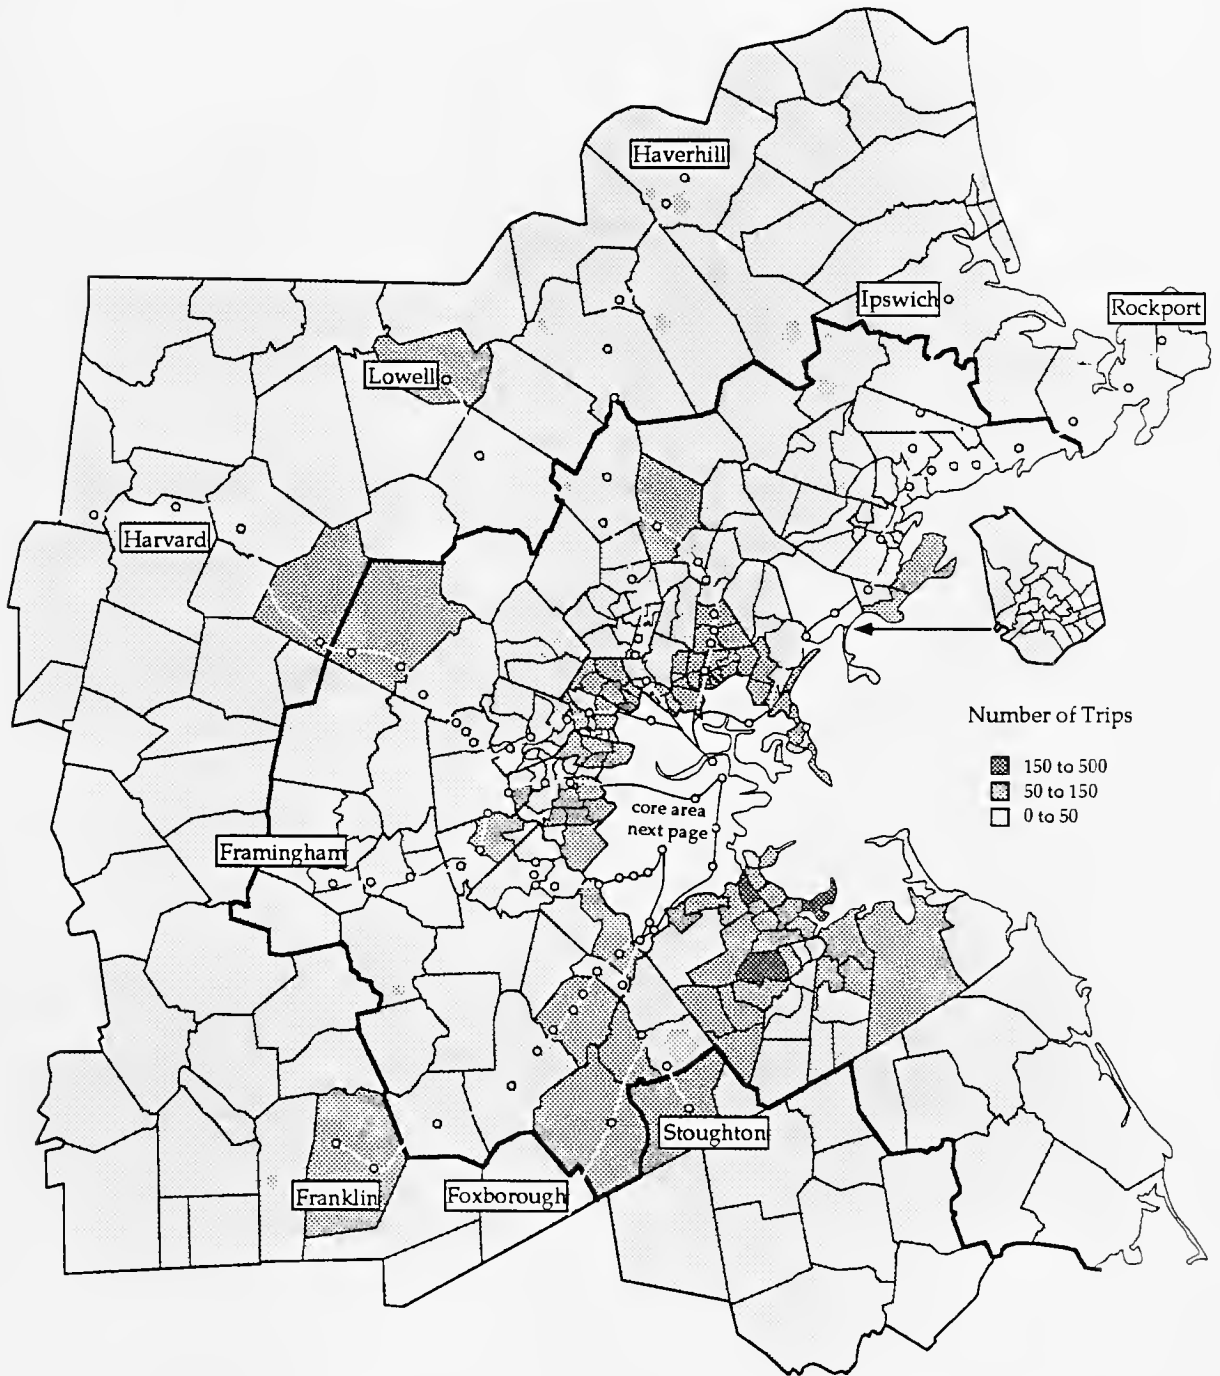 Haverhill
Ipswich
Rockport
Lowell
Harvard
Number of Trips
150 to 500
50 to 150
0 to 50
core area
next page
Framingham
Stoughton
Franklin
Foxborough